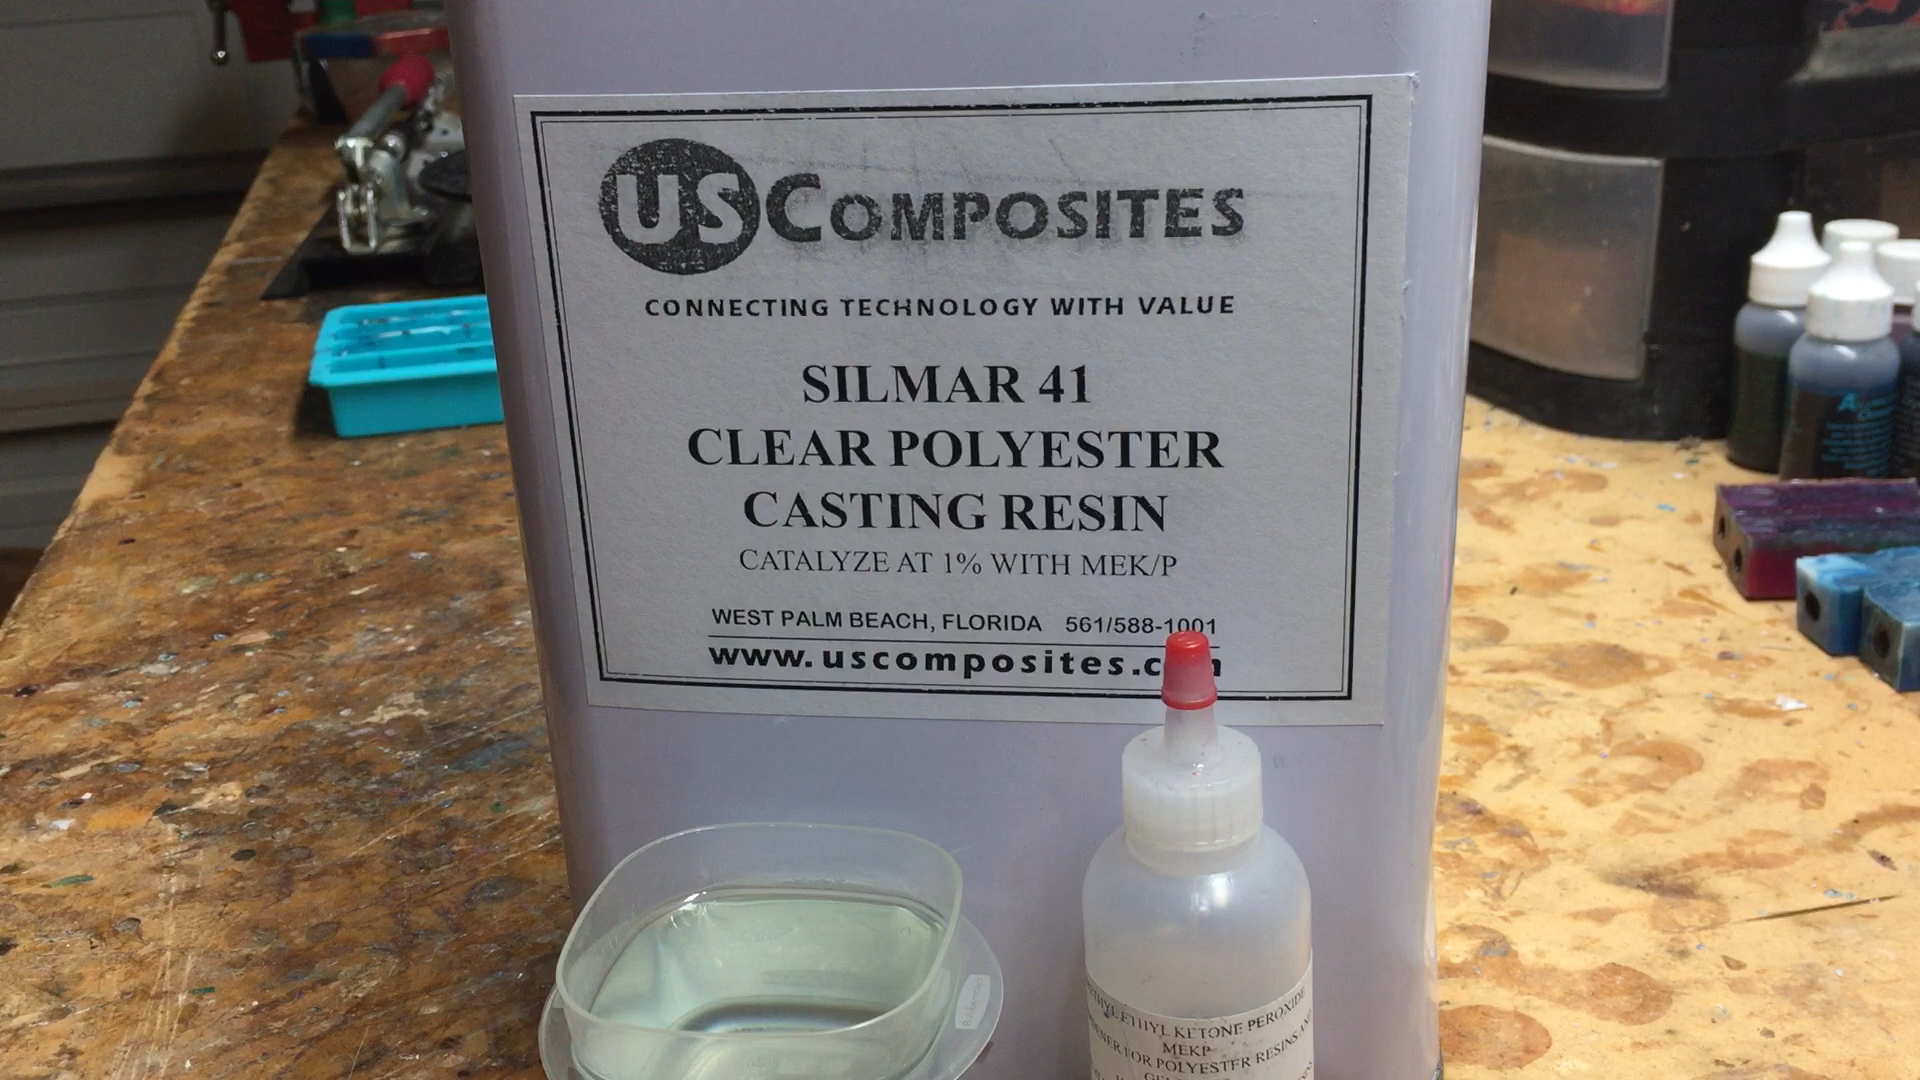 US COMPOSITES
CONNECTING TECHNOLOGY WITH VALUE
SILMAR 41
CLEAR POLYESTER
CASTING RESIN
CATALYZE AT 1% WITH MEK/P
WEST PALM BEACH, FLORIDA 561/588-1001
www.uscomposites.c m
ETHYL KETONE PEROXIDE
MEKP
FOR POLYESTER RESINS AND